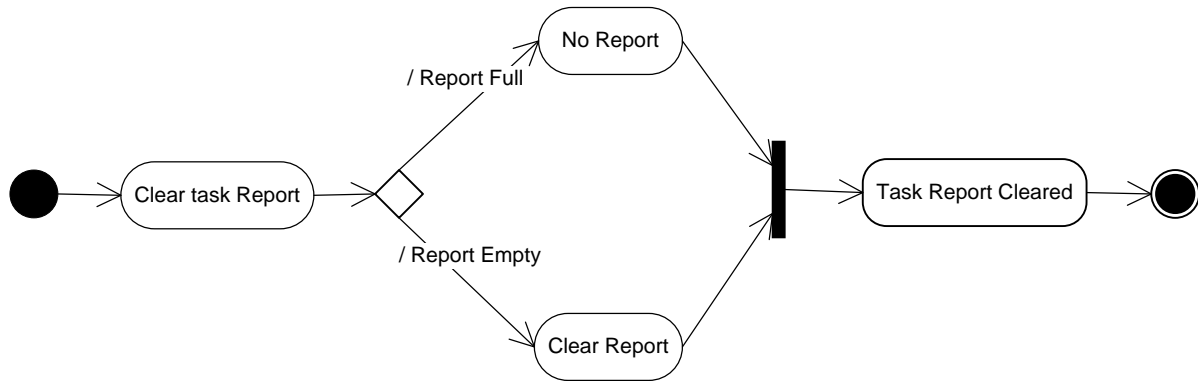 No Report
/ Report Full
Clear task Report
Task Report Cleared
/ Report Empty
Clear Report